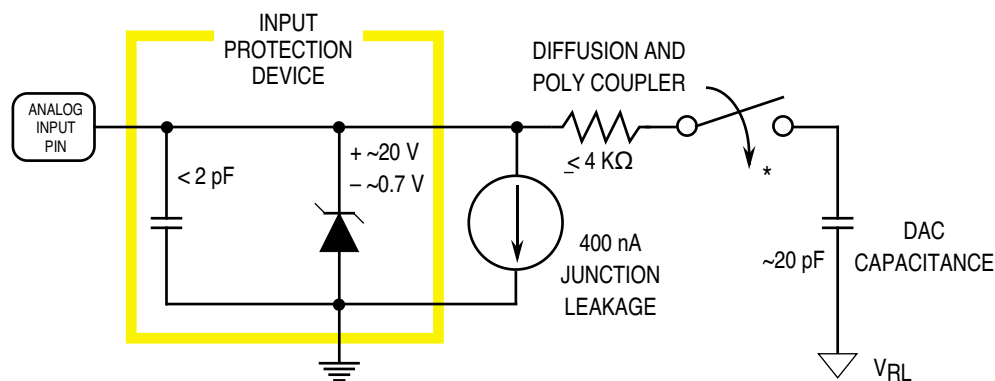 INPUT
PROTECTION
DEVICE
DIFFUSION AND
POLY COUPLER
ANALOG
INPUT
PIN
< 2 pF
+ ~20 V
– ~0.7 V
≤ 4 KΩ
*
400 nA
JUNCTION
LEAKAGE
~20 pF
DAC
CAPACITANCE
VRL